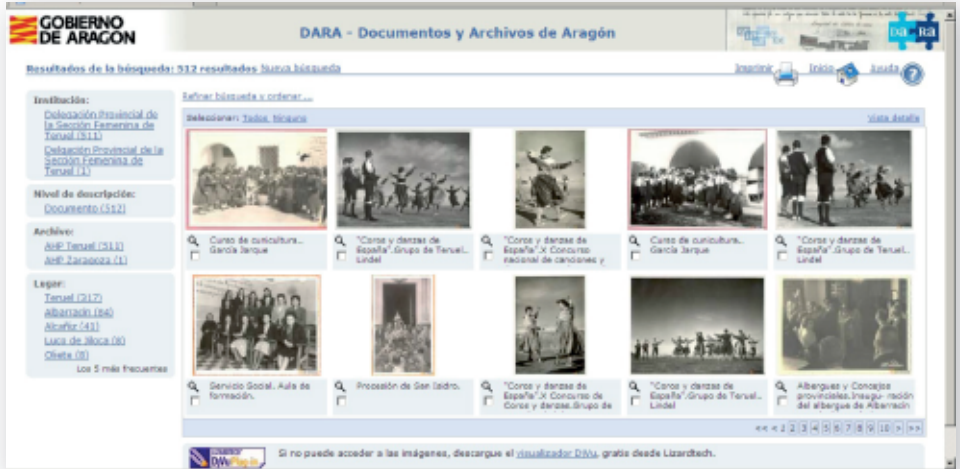 GOBIERNO
DE ARAGON
DARA - Documentos y Archivos de Aragón
DA RA
Resultados de la búsqueda: 512 resultados Nueva búsqueda
Imprimir Inicio Ayuda
Refinar búsqueda y ordenar...
Institución:
Delegación Provincial de
la Sección Femenina de
Teruel (511)
Delgación Provincial de la
Sección Femenina de
Teruel (1)
Nivel de descripción:
Documento (512)
Archivo:
AHP Teruel (511)
AHP Zaragoza (1)
Lugar:
Teruel (317)
Albarracín (64)
Alcañiz (41)
Luco de Jiloca (8)
Oliete (8)
Los 5 más frecuentes
Seleccionar: Todos, Ninguno
Vista detalle
Curso de cunicultura..
García Jarque
"Coros y danzas de
España".Grupo de Teruel..
Lindel
"Coros y danzas de
España".X Concurso
nacional de canciones y
Curso de cunicultura..
García Jarque
"Coros y danzas de
España".Grupo de Teruel..
Lindel
Servicio Social. Aula de
formación.
Procesión de San Isidro.
"Coros y danzas de
España".X Concurso de
Coros y danzas.Grupo de
"Coros y danzas de
España".Grupo de Teruel..
Lindel
Albergues y Concejos
provinciales.Inaugu- ración
del albergue de Albarracín
<< < 1 2 3 4 5 6 7 8 9 10 > >>
DjVu Plug-in
Si no puede acceder a las imágenes, descargue el visualizador DjVu, gratis desde Lizardtech.